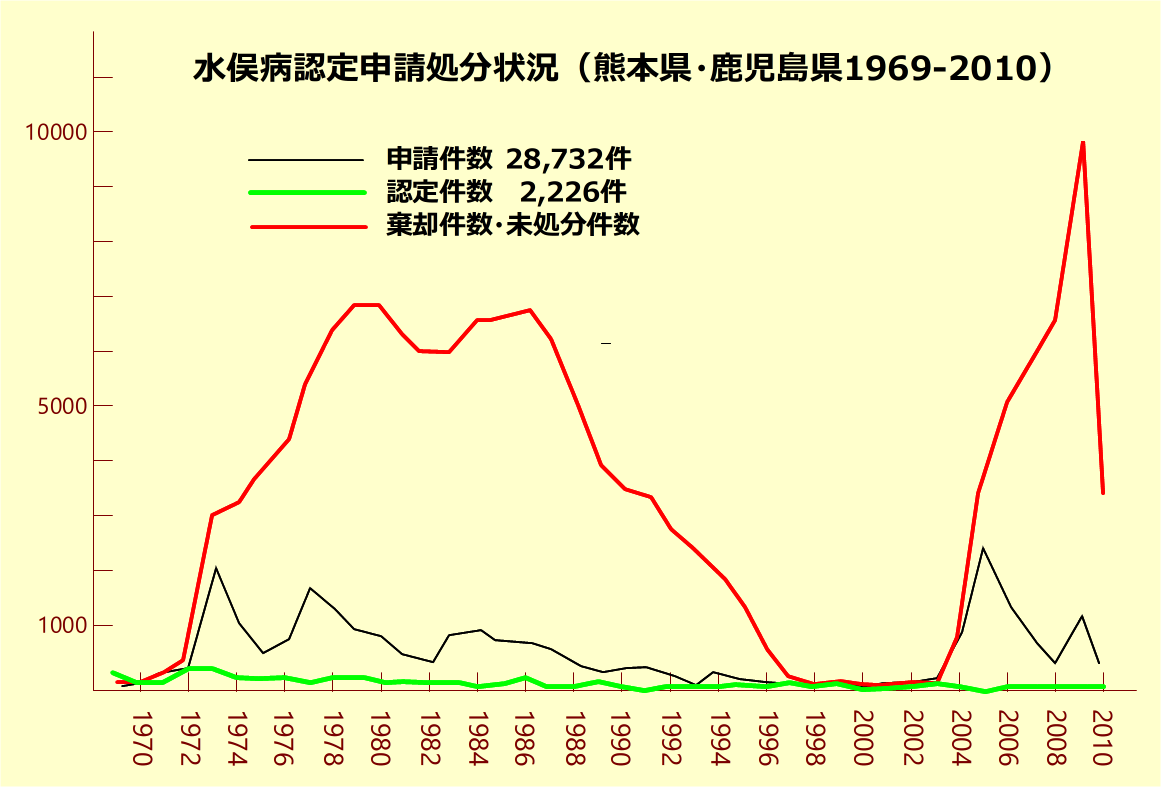 水俣病認定申請処分状況（熊本県･鹿児島県1969-2010）
10000
申請件数 28,732件
認定件数 2,226件
棄却件数･未処分件数
5000
1000
1970 1972 1974 1976 1978 1980 1982 1984 1986 1988 1990 1992 1994 1996 1998 2000 2002 2004 2006 2008 2010